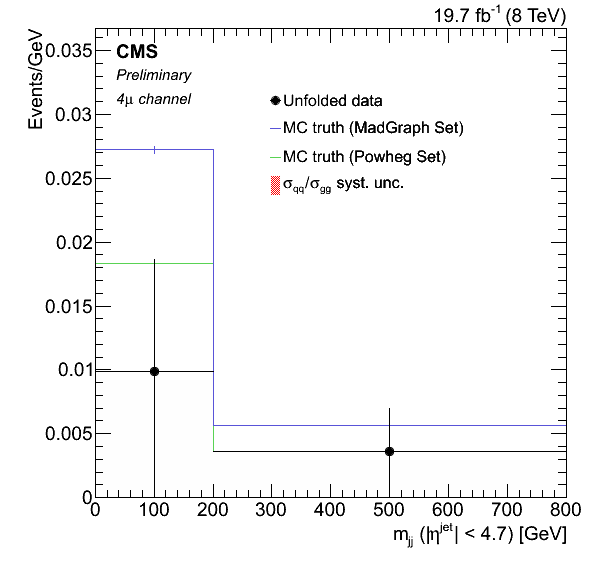 19.7 fb⁻¹ (8 TeV)
Events/GeV
CMS
Preliminary
4μ channel
Unfolded data
MC truth (MadGraph Set)
MC truth (Powheg Set)
σqq/σgg syst. unc.
0.035
0.03
0.025
0.02
0.015
0.01
0.005
0
0 100 200 300 400 500 600 700 800
mjj (|ηʲᵉᵗ| < 4.7) [GeV]